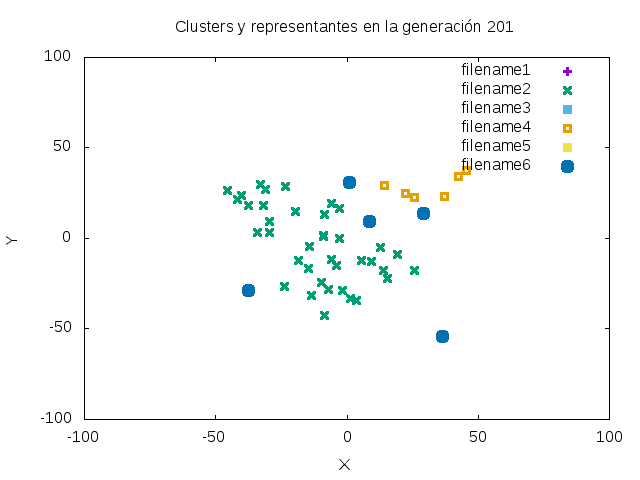 Clusters y representantes en la generación 201
100
50
0
-50
-100
-100
-50
0
50
100
Y
X
filename1
filename2
filename3
filename4
filename5
filename6